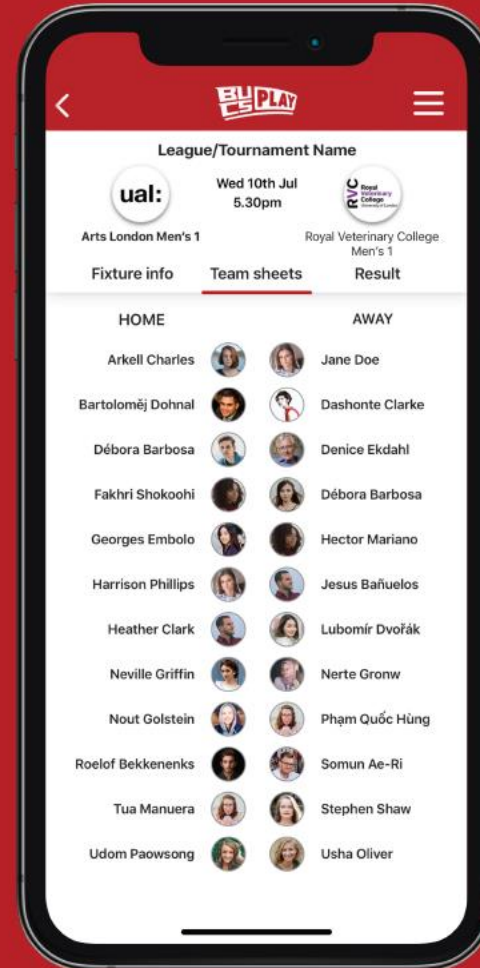 BUCS PLAY
League/Tournament Name
ual:
Wed 10th Jul
5.30pm
RVC
Royal
Veterinary
College
University of London
Arts London Men's 1
Royal Veterinary College
Men's 1
Fixture info Team sheets Result
HOME AWAY
Arkell Charles Jane Doe
Bartoloměj Dohnal Dashonte Clarke
Débora Barbosa Denice Ekdahl
Fakhri Shokoohi Débora Barbosa
Georges Embolo Hector Mariano
Harrison Phillips Jesus Bañuelos
Heather Clark Lubomír Dvořák
Neville Griffin Nerte Gronw
Nout Golstein Phạm Quốc Hùng
Roelof Bekkenenks Somun Ae-Ri
Tua Manuera Stephen Shaw
Udom Paowsong Usha Oliver